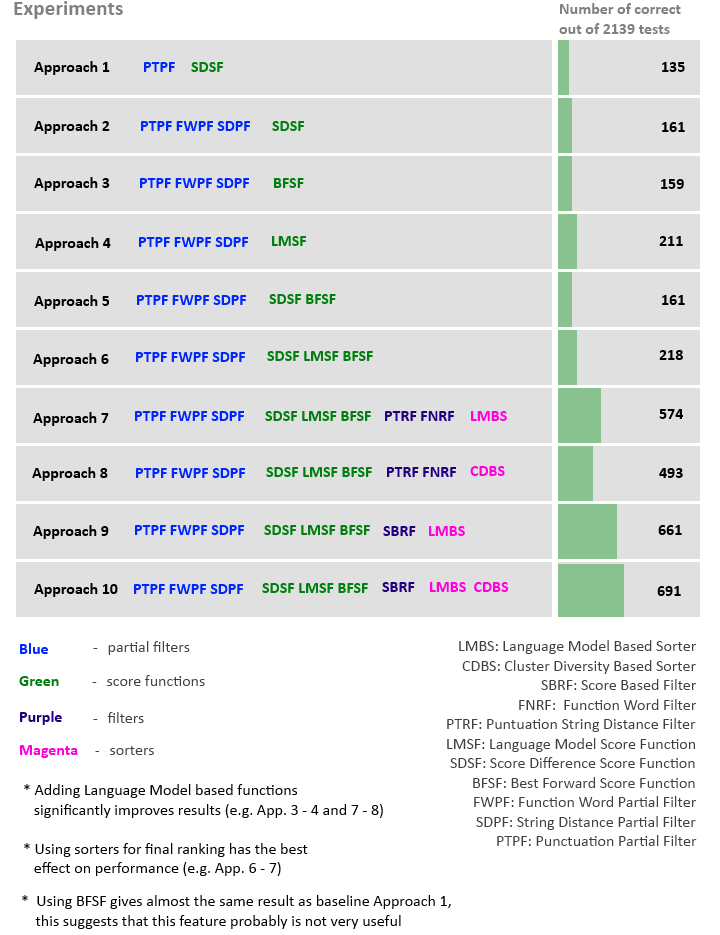 Experiments
Number of correct
out of 2139 tests
Approach 1 PTPF SDSF 135
Approach 2 PTPF FWPF SDPF SDSF 161
Approach 3 PTPF FWPF SDPF BFSF 159
Approach 4 PTPF FWPF SDPF LMSF 211
Approach 5 PTPF FWPF SDPF SDSF BFSF 161
Approach 6 PTPF FWPF SDPF SDSF LMSF BFSF 218
Approach 7 PTPF FWPF SDPF SDSF LMSF BFSF PTRF FNRF LMBS 574
Approach 8 PTPF FWPF SDPF SDSF LMSF BFSF PTRF FNRF CDBS 493
Approach 9 PTPF FWPF SDPF SDSF LMSF BFSF SBRF LMBS 661
Approach 10 PTPF FWPF SDPF SDSF LMSF BFSF SBRF LMBS CDBS 691
Blue - partial filters
Green - score functions
Purple - filters
Magenta - sorters
* Adding Language Model based functions
significantly improves results (e.g. App. 3 - 4 and 7 - 8)
* Using sorters for final ranking has the best
effect on performance (e.g. App. 6 - 7)
* Using BFSF gives almost the same result as baseline Approach 1,
this suggests that this feature probably is not very useful
LMBS: Language Model Based Sorter
CDBS: Cluster Diversity Based Sorter
SBRF: Score Based Filter
FNRF: Function Word Filter
PTRF: Puntuation String Distance Filter
LMSF: Language Model Score Function
SDSF: Score Difference Score Function
BFSF: Best Forward Score Function
FWPF: Function Word Partial Filter
SDPF: String Distance Partial Filter
PTPF: Punctuation Partial Filter